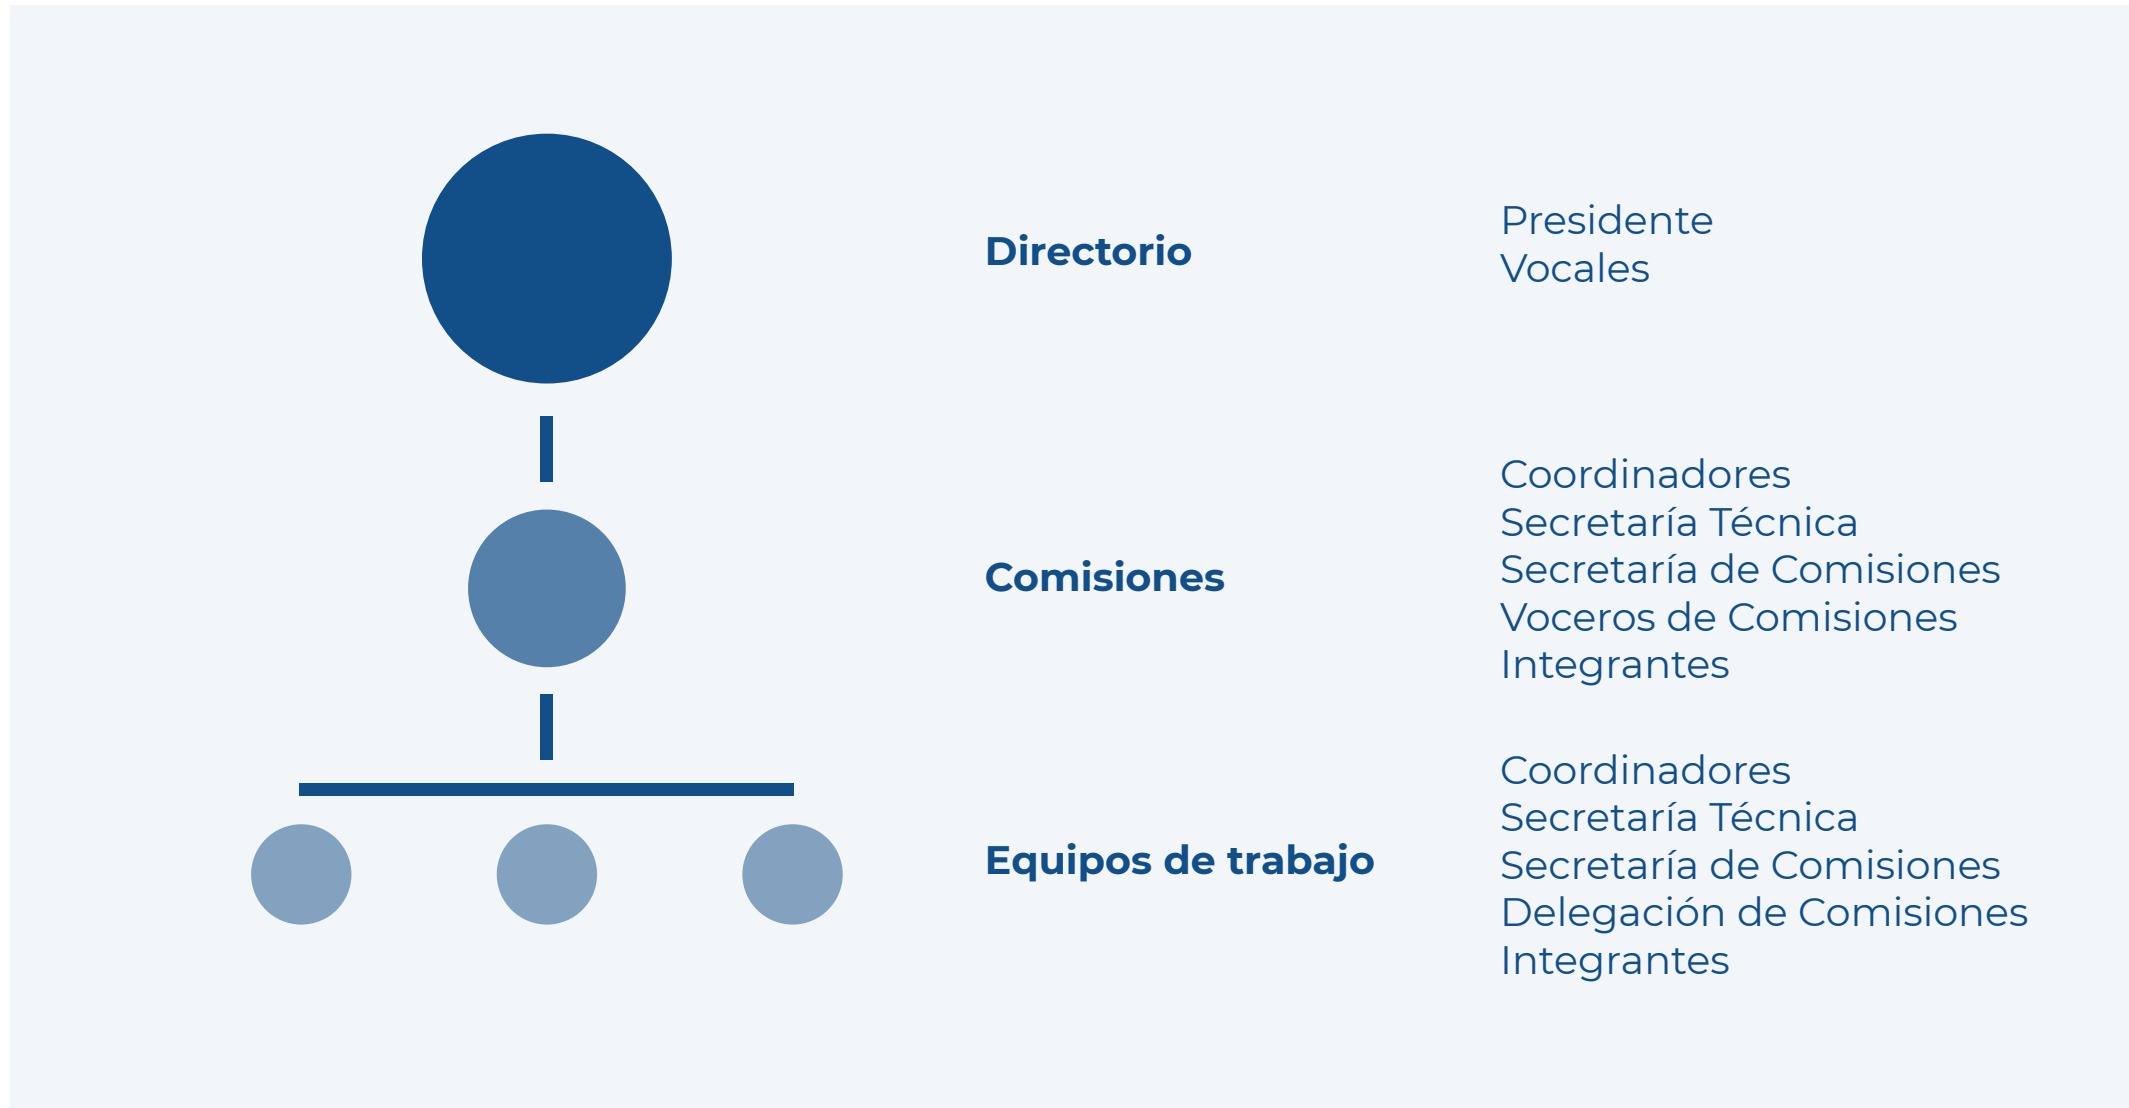 Directorio
Presidente
Vocales
Comisiones
Coordinadores
Secretaría Técnica
Secretaría de Comisiones
Voceros de Comisiones
Integrantes
Equipos de trabajo
Coordinadores
Secretaría Técnica
Secretaría de Comisiones
Delegación de Comisiones
Integrantes